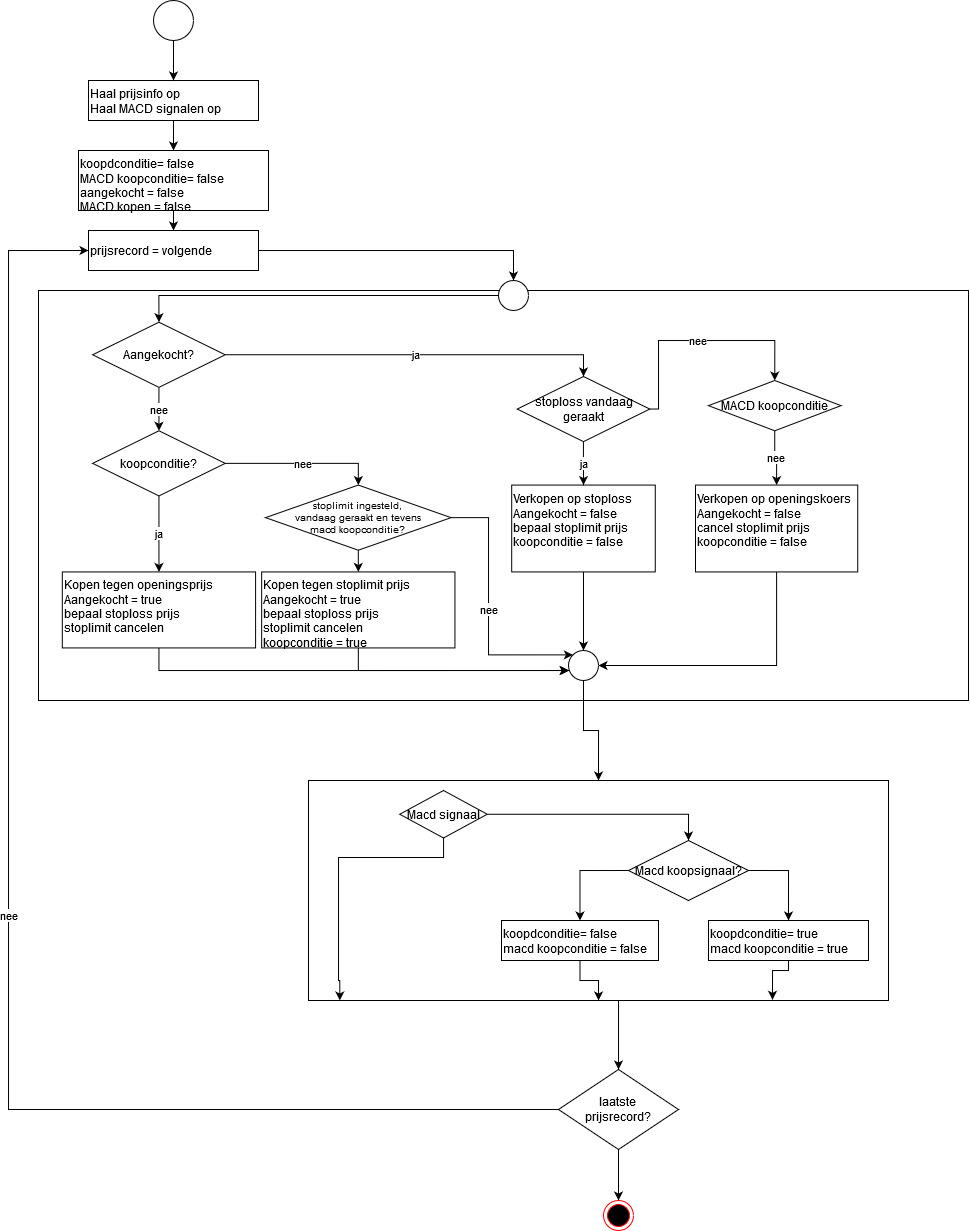 Haal prijsinfo op
Haal MACD signalen op
koopdconditie= false
MACD koopconditie= false
aangekocht = false
MACD kopen = false
prijsrecord = volgende
Aangekocht?
ja
nee
stoploss vandaag
geraakt
nee
MACD koopconditie
koopconditie?
nee
ja
nee
stoplimit ingesteld,
vandaag geraakt en tevens
macd koopconditie?
ja
Verkopen op stoploss
Aangekocht = false
bepaal stoplimit prijs
koopconditie = false
Verkopen op openingskoers
Aangekocht = false
cancel stoplimit prijs
koopconditie = false
Kopen tegen openingsprijs
Aangekocht = true
bepaal stoploss prijs
stoplimit cancelen
Kopen tegen stoplimit prijs
Aangekocht = true
bepaal stoploss prijs
stoplimit cancelen
koopconditie = true
nee
Macd signaal
Macd koopsignaal?
koopdconditie= false
macd koopconditie = false
koopdconditie= true
macd koopconditie = true
nee
laatste
prijsrecord?